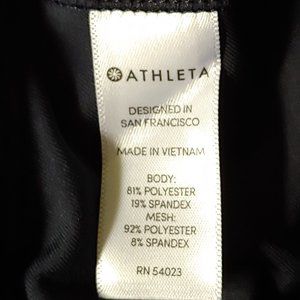 ATHLETA
DESIGNED IN
SAN FRANCISCO
MADE IN VIETNAM
BODY:
81% POLYESTER
19% SPANDEX
MESH:
92% POLYESTER
8% SPANDEX
RN 54023